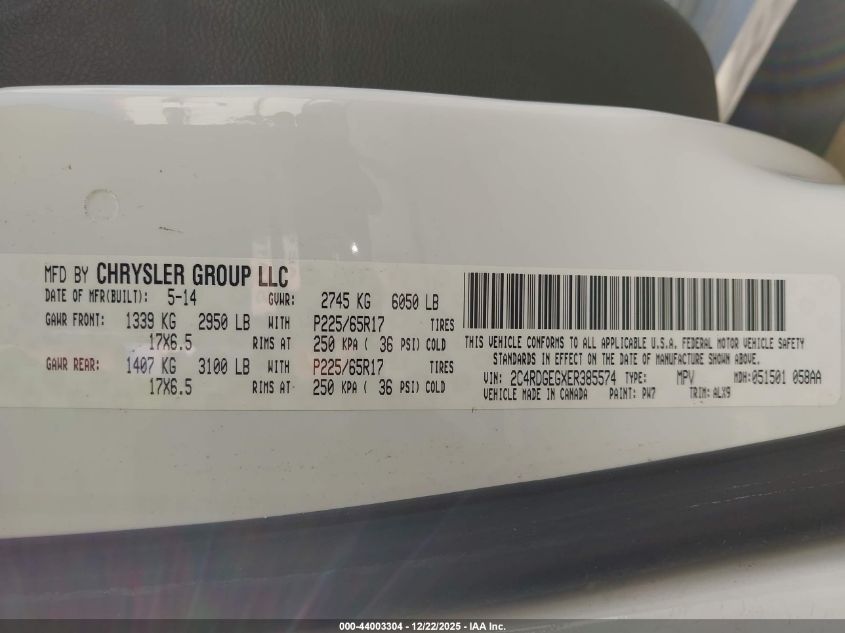 MFD BY CHRYSLER GROUP LLC
DATE OF MFR(BUILT): 5-14 GVWR: 2745 KG 6050 LB
GAWR FRONT: 1339 KG 2950 LB WITH P225/65R17 TIRES
17X6.5 RIMS AT 250 KPA ( 36 PSI) COLD
GAWR REAR: 1407 KG 3100 LB WITH P225/65R17 TIRES
17X6.5 RIMS AT 250 KPA ( 36 PSI) COLD
THIS VEHICLE CONFORMS TO ALL APPLICABLE U.S.A. FEDERAL MOTOR VEHICLE SAFETY
STANDARDS IN EFFECT ON THE DATE OF MANUFACTURE SHOWN ABOVE.
VIN: 2C4RDGEGXER385574 TYPE: MPV MDH: 051501 058AA
VEHICLE MADE IN CANADA PAINT: PW7 TRIM: ALX9
000-44003304 - 12/22/2025 - IAA Inc.